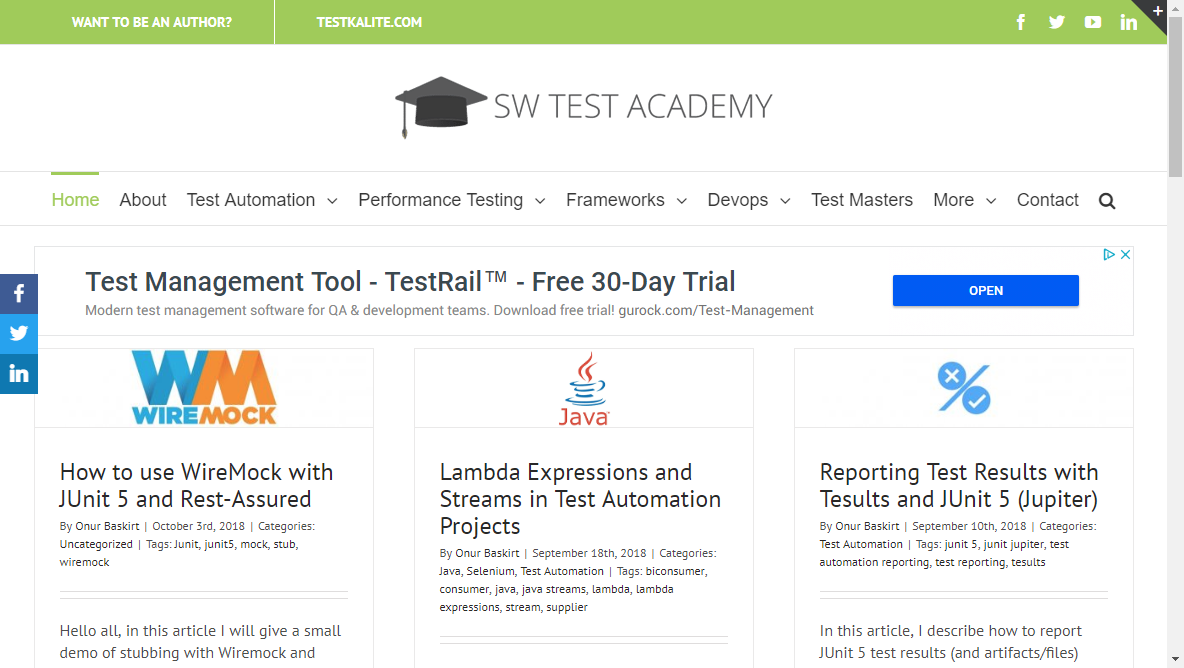 WANT TO BE AN AUTHOR? TESTKALITE.COM
SW TEST ACADEMY
Home About Test Automation Performance Testing Frameworks Devops Test Masters More Contact
Test Management Tool - TestRail™ - Free 30-Day Trial
Modern test management software for QA & development teams. Download free trial! gurock.com/Test-Management
OPEN
WM
WIREMOCK
How to use WireMock with
JUnit 5 and Rest-Assured
By Onur Baskirt | October 3rd, 2018 | Categories:
Uncategorized | Tags: Junit, junit5, mock, stub,
wiremock
Hello all, in this article I will give a small
demo of stubbing with Wiremock and
Java
Lambda Expressions and
Streams in Test Automation
Projects
By Onur Baskirt | September 18th, 2018 | Categories:
Java, Selenium, Test Automation | Tags: biconsumer,
consumer, java, java streams, lambda, lambda
expressions, stream, supplier
Reporting Test Results with
Tesults and JUnit 5 (Jupiter)
By Onur Baskirt | September 10th, 2018 | Categories:
Test Automation | Tags: junit 5, junit jupiter, test
automation reporting, test reporting, tesults
In this article, I describe how to report
JUnit 5 test results (and artifacts/files)